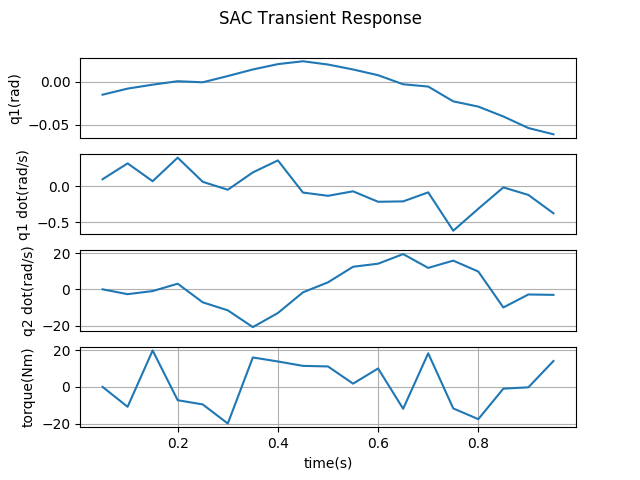 SAC Transient Response
q1(rad)
0.00
−0.05
q1 dot(rad/s)
0.0
−0.5
q2 dot(rad/s)
20
0
−20
torque(Nm)
20
0
−20
0.2 0.4 0.6 0.8
time(s)